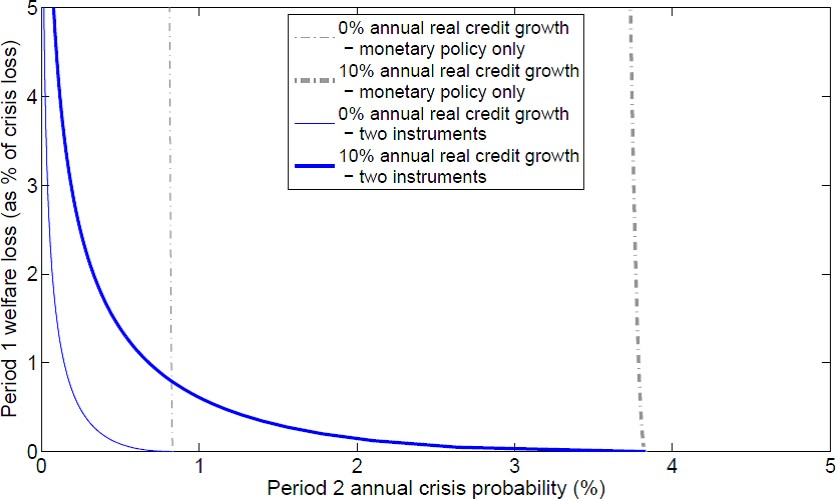 5
4
3
2
1
0
Period 1 welfare loss (as % of crisis loss)
0% annual real credit growth
− monetary policy only
10% annual real credit growth
− monetary policy only
0% annual real credit growth
− two instruments
10% annual real credit growth
− two instruments
0 1 2 3 4 5
Period 2 annual crisis probability (%)